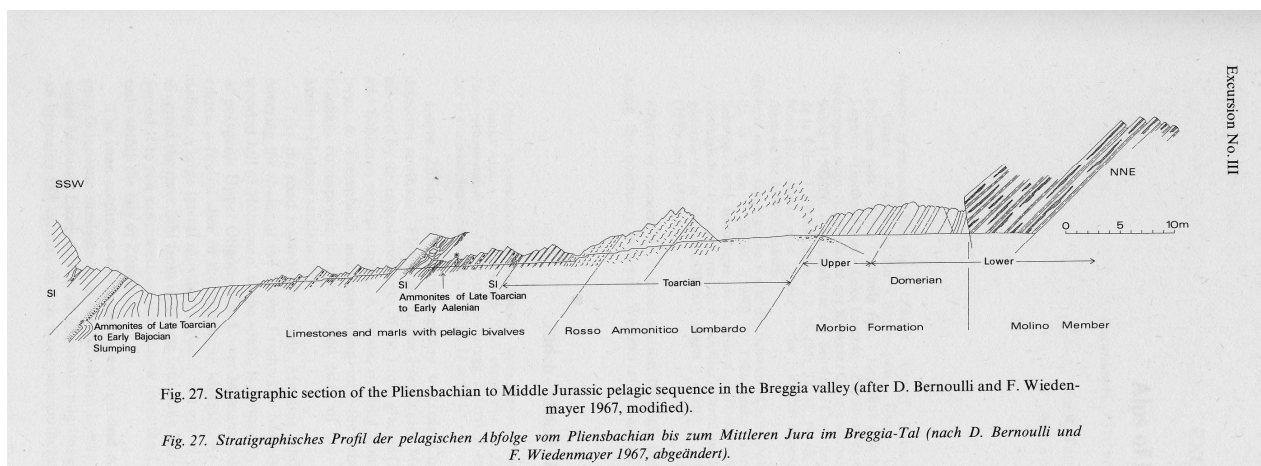 Excursion No. III
SSW
NNE
0 5 10m
SI
SI
SI
Upper
Lower
Toarcian
Domerian
Ammonites of Late Toarcian
to Early Aalenian
Ammonites of Late Toarcian
to Early Bajocian
Slumping
Limestones and marls with pelagic bivalves
Rosso Ammonitico Lombardo
Morbio Formation
Molino Member
Fig. 27. Stratigraphic section of the Pliensbachian to Middle Jurassic pelagic sequence in the Breggia valley (after D. Bernoulli and F. Wieden-
mayer 1967, modified).
Fig. 27. Stratigraphisches Profil der pelagischen Abfolge vom Pliensbachian bis zum Mittleren Jura im Breggia-Tal (nach D. Bernoulli und
F. Wiedenmayer 1967, abgeändert).